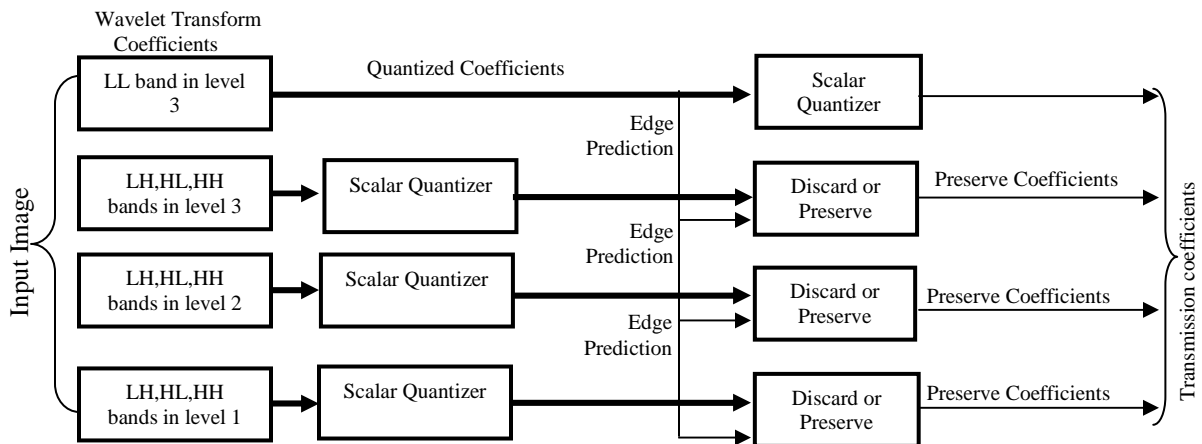 Wavelet Transform
Coefficients
Input Image
LL band in level
3
Quantized Coefficients
Scalar
Quantizer
Edge
Prediction
LH,HL,HH
bands in level 3
Scalar Quantizer
Discard or
Preserve
Preserve Coefficients
Edge
Prediction
LH,HL,HH
bands in level 2
Scalar Quantizer
Discard or
Preserve
Preserve Coefficients
Edge
Prediction
LH,HL,HH
bands in level 1
Scalar Quantizer
Discard or
Preserve
Preserve Coefficients
Transmission coefficients